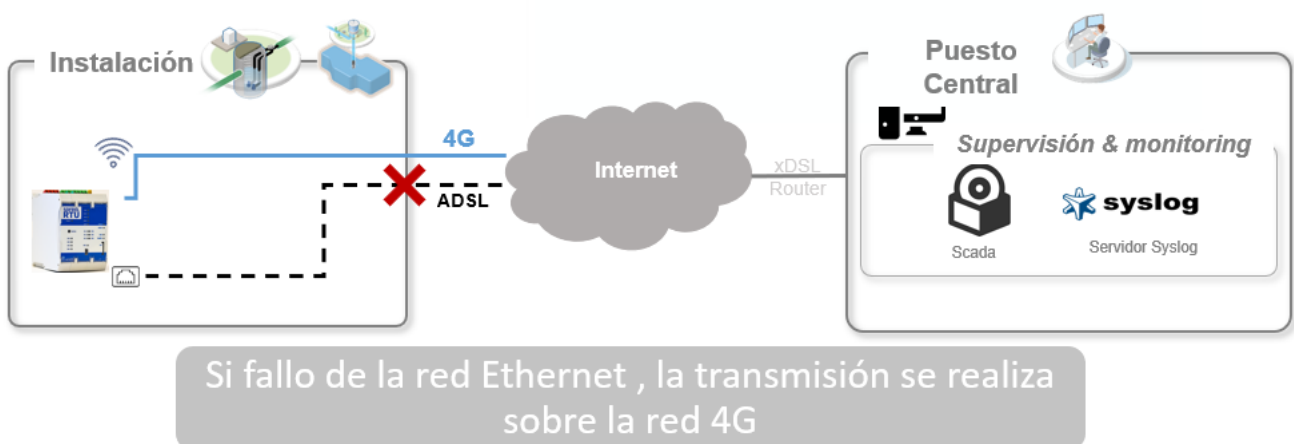 Instalación
Puesto
Central
4G
ADSL
Internet
xDSL
Router
Supervisión & monitoring
Scada
syslog
Servidor Syslog
RTU
Si fallo de la red Ethernet , la transmisión se realiza
sobre la red 4G